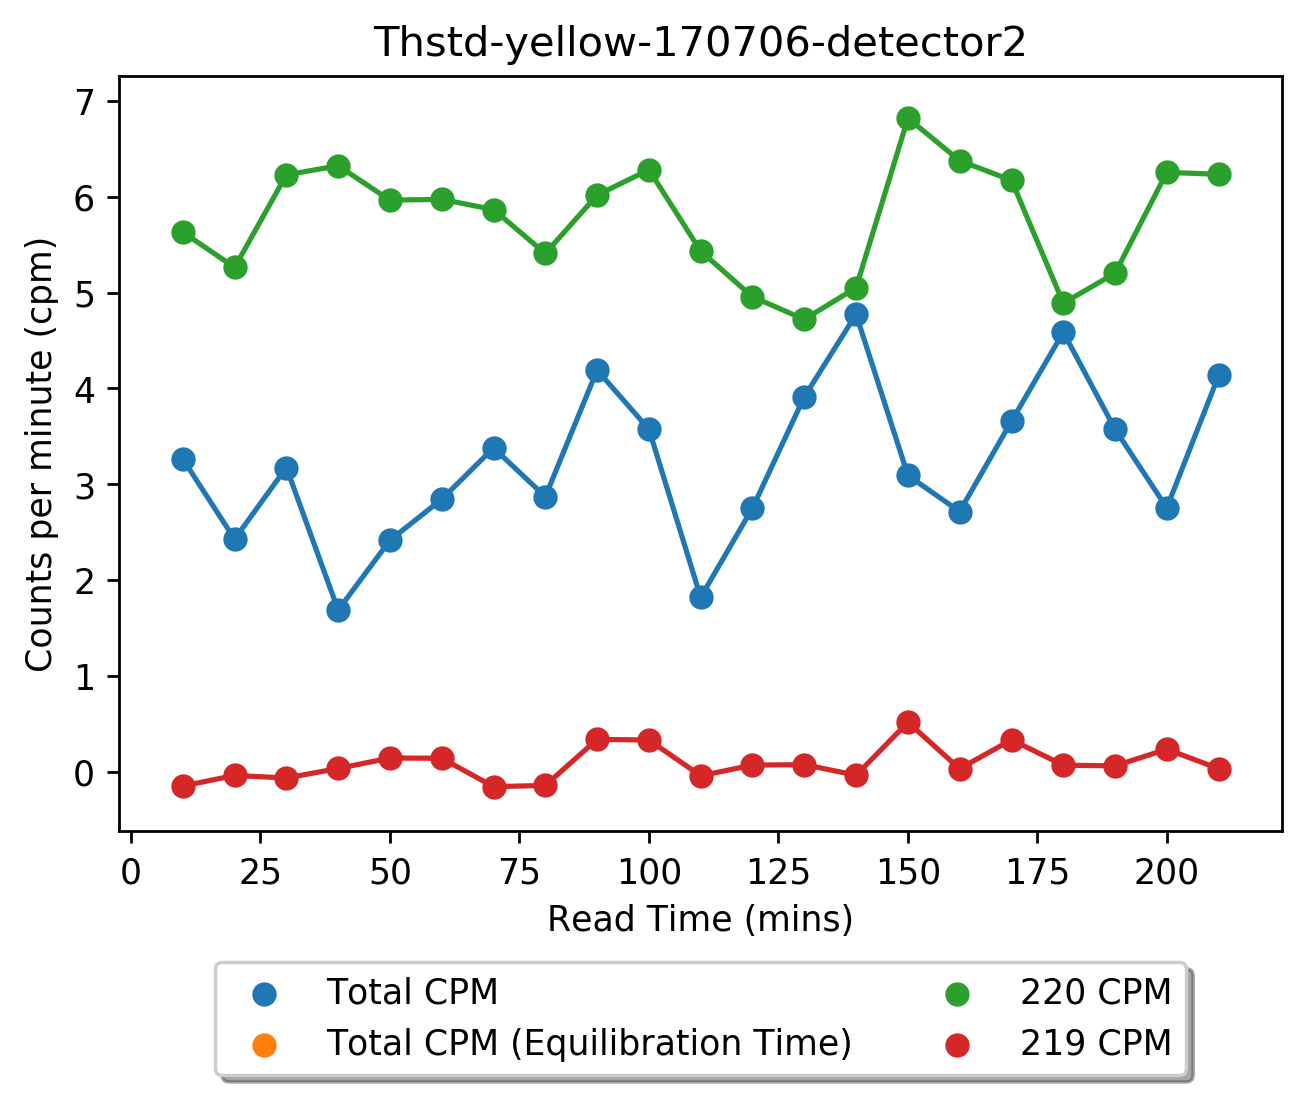 Thstd-yellow-170706-detector2
7
6
5
4
3
2
1
0
Counts per minute (cpm)
0 25 50 75 100 125 150 175 200
Read Time (mins)
Total CPM 220 CPM
Total CPM (Equilibration Time) 219 CPM